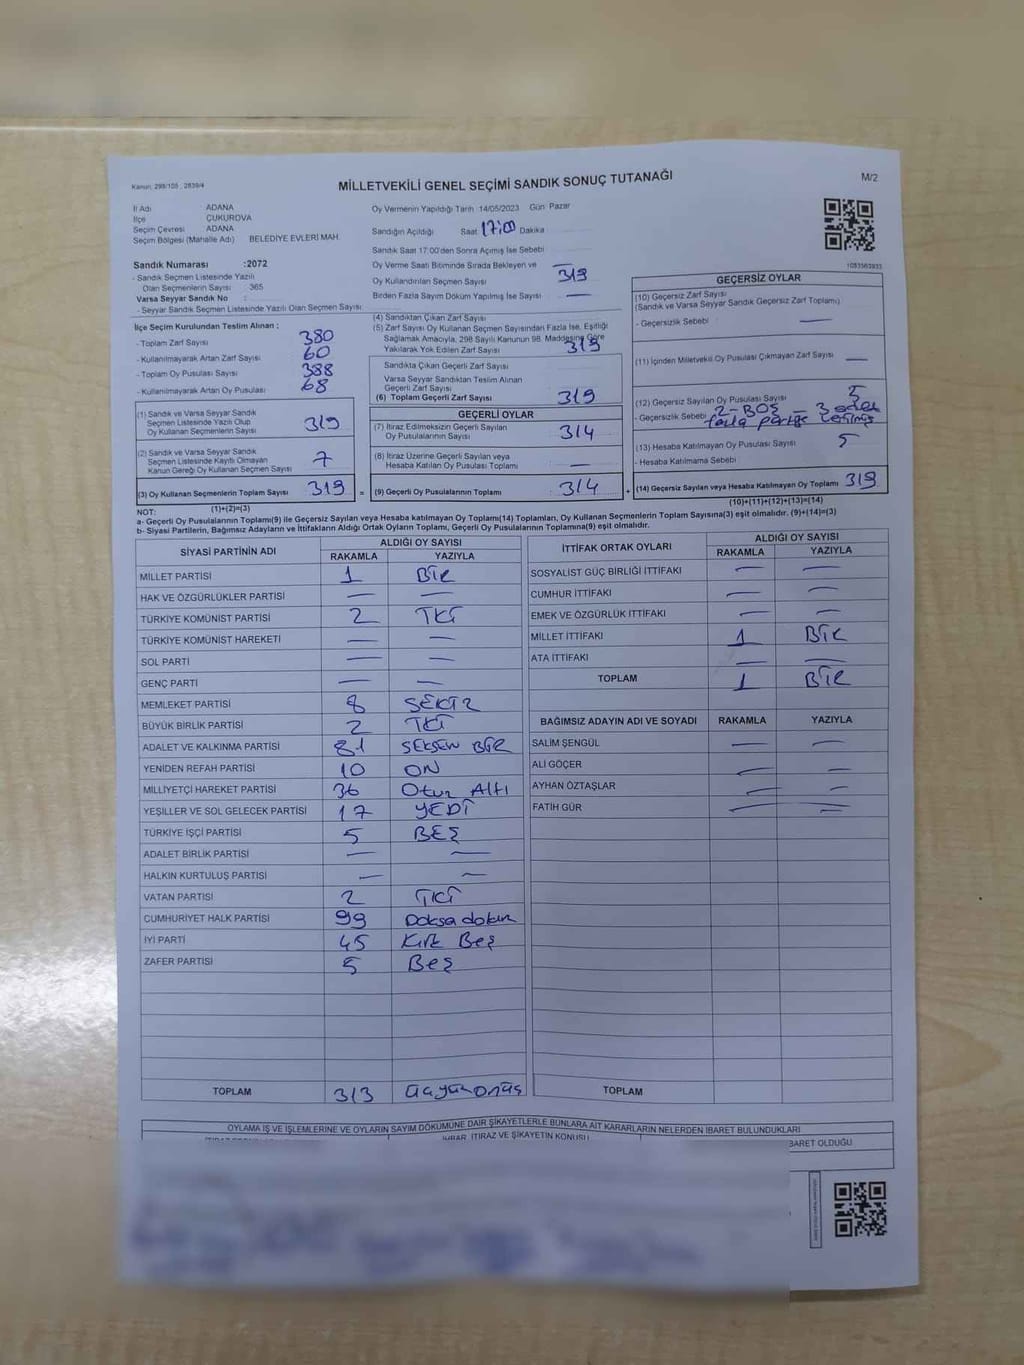 Kanun: 298/105 , 2839/4
MİLLETVEKİLİ GENEL SEÇİMİ SANDIK SONUÇ TUTANAĞI
M/2
İl Adı ADANA
İlçe ÇUKUROVA
Seçim Çevresi ADANA
Seçim Bölgesi (Mahalle Adı) BELEDİYE EVLERİ MAH.
Sandık Numarası :2072
- Sandık Seçmen Listesinde Yazılı
Olan Seçmenlerin Sayısı : 365
Varsa Seyyar Sandık No :
- Seyyar Sandık Seçmen Listesinde Yazılı Olan Seçmen Sayısı :
Oy Vermenin Yapıldığı Tarih 14/05/2023 Gün Pazar
Sandığın Açıldığı Saat 17:00 Dakika
Sandık Saat 17:00'den Sonra Açılmış İse Sebebi
Oy Verme Saati Bitiminde Sırada Bekleyen ve —
Oy Kullandırılan Seçmen Sayısı 319
Birden Fazla Sayım Döküm Yapılmış İse Sayısı —
1083563933
İlçe Seçim Kurulundan Teslim Alınan :
- Toplam Zarf Sayısı 380
- Kullanılmayarak Artan Zarf Sayısı 60
- Toplam Oy Pusulası Sayısı 388
- Kullanılmayarak Artan Oy Pusulası 68
(1) Sandık ve Varsa Seyyar Sandık
Seçmen Listesinde Yazılı Olup
Oy Kullanan Seçmenlerin Sayısı 319
(2) Sandık ve Varsa Seyyar Sandık
Seçmen Listesinde Kayıtlı Olmayan
Kanun Gereği Oy Kullanan Seçmen Sayısı 7
(3) Oy Kullanan Seçmenlerin Toplam Sayısı 319 =
(1)+(2)=(3)
(4) Sandıktan Çıkan Zarf Sayısı
(5) Zarf Sayısı Oy Kullanan Seçmen Sayısından Fazla İse, Eşitliği
Sağlamak Amacıyla, 298 Sayılı Kanunun 98. Maddesine Göre
Yakılarak Yok Edilen Zarf Sayısı 319
Sandıkta Çıkan Geçerli Zarf Sayısı
Varsa Seyyar Sandıktan Teslim Alınan
Geçerli Zarf Sayısı
(6) Toplam Geçerli Zarf Sayısı 319
GEÇERLİ OYLAR
(7) İtiraz Edilmeksizin Geçerli Sayılan
Oy Pusulalarının Sayısı 314
(8) İtiraz Üzerine Geçerli Sayılan veya
Hesaba Katılan Oy Pusulası Toplamı —
(9) Geçerli Oy Pusulalarının Toplamı 314 +
GEÇERSİZ OYLAR
(10) Geçersiz Zarf Sayısı
(Sandık ve Varsa Seyyar Sandık Geçersiz Zarf Toplamı)
- Geçersizlik Sebebi —
(11) İçinden Milletvekili Oy Pusulası Çıkmayan Zarf Sayısı —
(12) Geçersiz Sayılan Oy Pusulası Sayısı 5
- Geçersizlik Sebebi 2-BOŞ - 3 adet
fazla partiye
(13) Hesaba Katılmayan Oy Pusulası Sayısı 5
- Hesaba Katılmama Sebebi
(14) Geçersiz Sayılan veya Hesaba Katılmayan Oy Toplamı 319
(10)+(11)+(12)+(13)=(14)
NOT:
a- Geçerli Oy Pusulaları Toplamı(9) ile Geçersiz Sayılan veya Hesaba katılmayan Oy Toplamı(14) Toplamları, Oy Kullanan Seçmenlerin Toplam Sayısına(3) eşit olmalıdır. (9)+(14)=(3)
b- Siyasi Partilerin, Bağımsız Adayların ve İttifakların Aldığı Ortak Oyların Toplamı, Geçerli Oy Pusulalarının Toplamına(9) eşit olmalıdır.
SİYASİ PARTİNİN ADI ALDIĞI OY SAYISI
RAKAMLA YAZIYLA
MİLLET PARTİSİ 1 BİR
HAK VE ÖZGÜRLÜKLER PARTİSİ — —
TÜRKİYE KOMÜNİST PARTİSİ 2 İKİ
TÜRKİYE KOMÜNİST HAREKETİ — —
SOL PARTİ — —
GENÇ PARTİ — —
MEMLEKET PARTİSİ 8 SEKİZ
BÜYÜK BİRLİK PARTİSİ 2 İKİ
ADALET VE KALKINMA PARTİSİ 81 SEKSEN BİR
YENİDEN REFAH PARTİSİ 10 ON
MİLLİYETÇİ HAREKET PARTİSİ 36 Otuz Altı
YEŞİLLER VE SOL GELECEK PARTİSİ 17 YEDİ
TÜRKİYE İŞÇİ PARTİSİ 5 BEŞ
ADALET BİRLİK PARTİSİ — —
HALKIN KURTULUŞ PARTİSİ — —
VATAN PARTİSİ 2 İKİ
CUMHURİYET HALK PARTİSİ 99 Doksa dokuz
İYİ PARTİ 45 Kırk Beş
ZAFER PARTİSİ 5 Beş
TOPLAM 313 üçyüzonüç
İTTİFAK ORTAK OYLARI ALDIĞI OY SAYISI
RAKAMLA YAZIYLA
SOSYALİST GÜÇ BİRLİĞİ İTTİFAKI — —
CUMHUR İTTİFAKI — —
EMEK VE ÖZGÜRLÜK İTTİFAKI — —
MİLLET İTTİFAKI 1 BİR
ATA İTTİFAKI — —
TOPLAM 1 BİR
BAĞIMSIZ ADAYIN ADI VE SOYADI RAKAMLA YAZIYLA
SALİM ŞENGÜL — —
ALİ GÖÇER — —
AYHAN ÖZTAŞLAR — —
FATİH GÜR — —
TOPLAM
OYLAMA İŞ VE İŞLEMLERİNE VE OYLARIN SAYIM DÖKÜMÜNE DAİR ŞİKAYETLERLE BUNLARA AİT KARARLARIN NELERDEN İBARET BULUNDUKLARI
İTİRAZ VE ŞİKAYETİN KONUSU
İBARET OLDUĞU